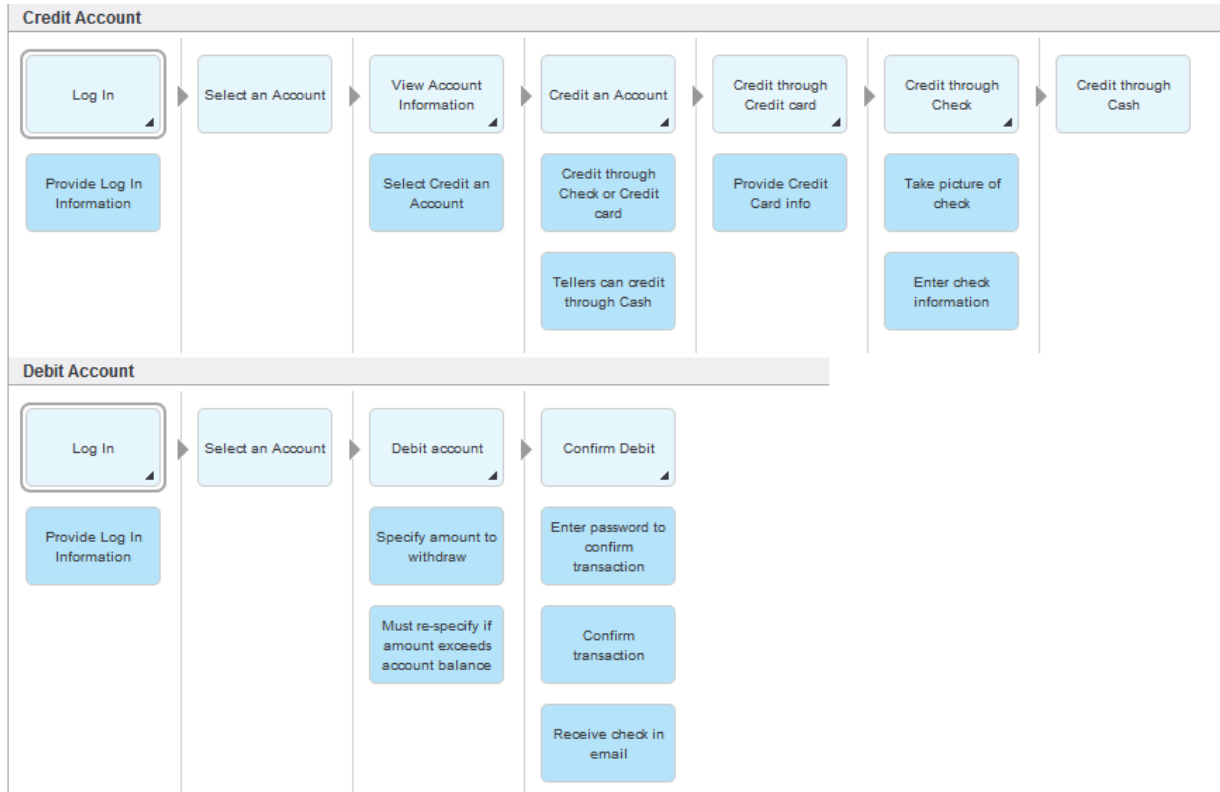 Credit Account
Log In
Select an Account
View Account
Information
Credit an Account
Credit through
Credit card
Credit through
Check
Credit through
Cash
Provide Log In
Information
Select Credit an
Account
Credit through
Check or Credit
card
Provide Credit
Card info
Take picture of
check
Tellers can credit
through Cash
Enter check
information
Debit Account
Log In
Select an Account
Debit account
Confirm Debit
Provide Log In
Information
Specify amount to
withdraw
Enter password to
confirm
transaction
Must re-specify if
amount exceeds
account balance
Confirm
transaction
Receive check in
email